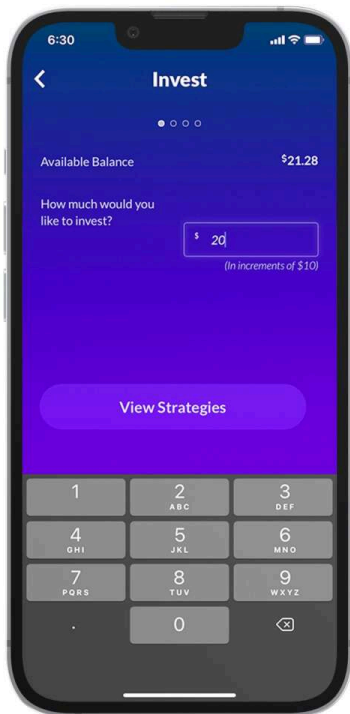 6:30
Invest
Available Balance $21.28
How much would you
like to invest?
$ 20
(In increments of $10)
View Strategies
1 2 3
ABC DEF
4 5 6
GHI JKL MNO
7 8 9
PQRS TUV WXYZ
. 0